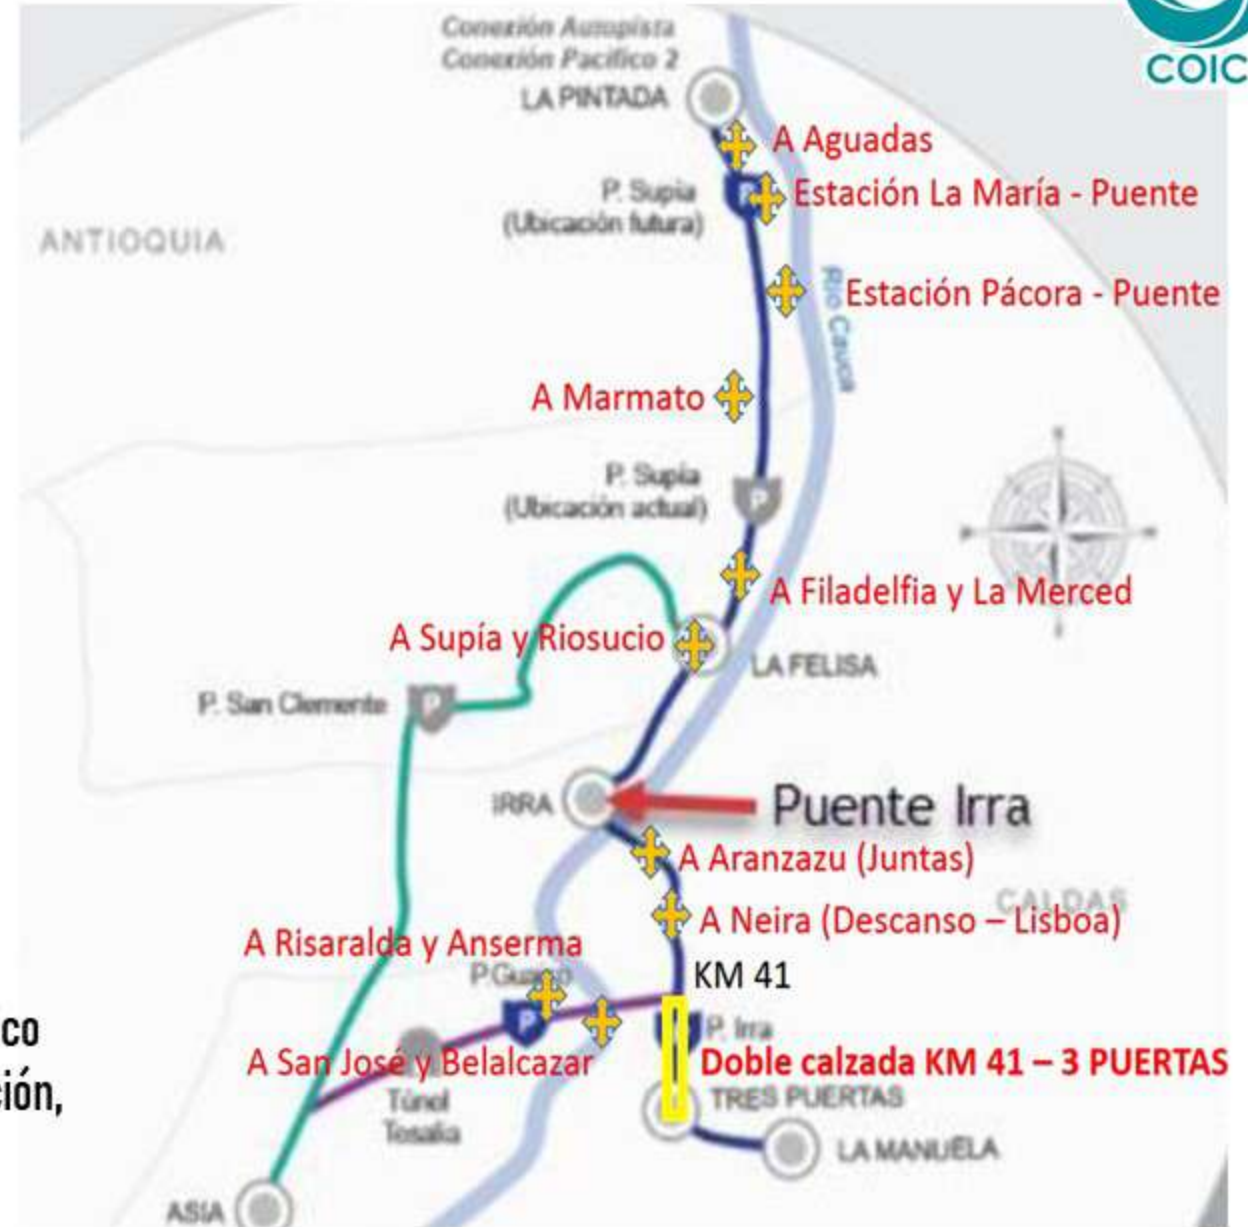 Conexión Autopista
Conexión Pacífico 2
LA PINTADA
COIC
A Aguadas
P. Supía
(Ubicación futura)
P
Estación La María - Puente
ANTIOQUIA
Río Cauca
Estación Pácora - Puente
A Marmato
P. Supía
(Ubicación actual)
P
A Filadelfia y La Merced
A Supía y Riosucio
LA FELISA
P. San Clemente
P
IRRA
Puente Irra
A Aranzazu (Juntas)
CALDAS
A Neira (Descanso – Lisboa)
A Risaralda y Anserma
KM 41
P
P. Irra
co
ción,
A San José y Belalcazar
Doble calzada KM 41 – 3 PUERTAS
Túnel
Tesalia
TRES PUERTAS
LA MANUELA
ASIA